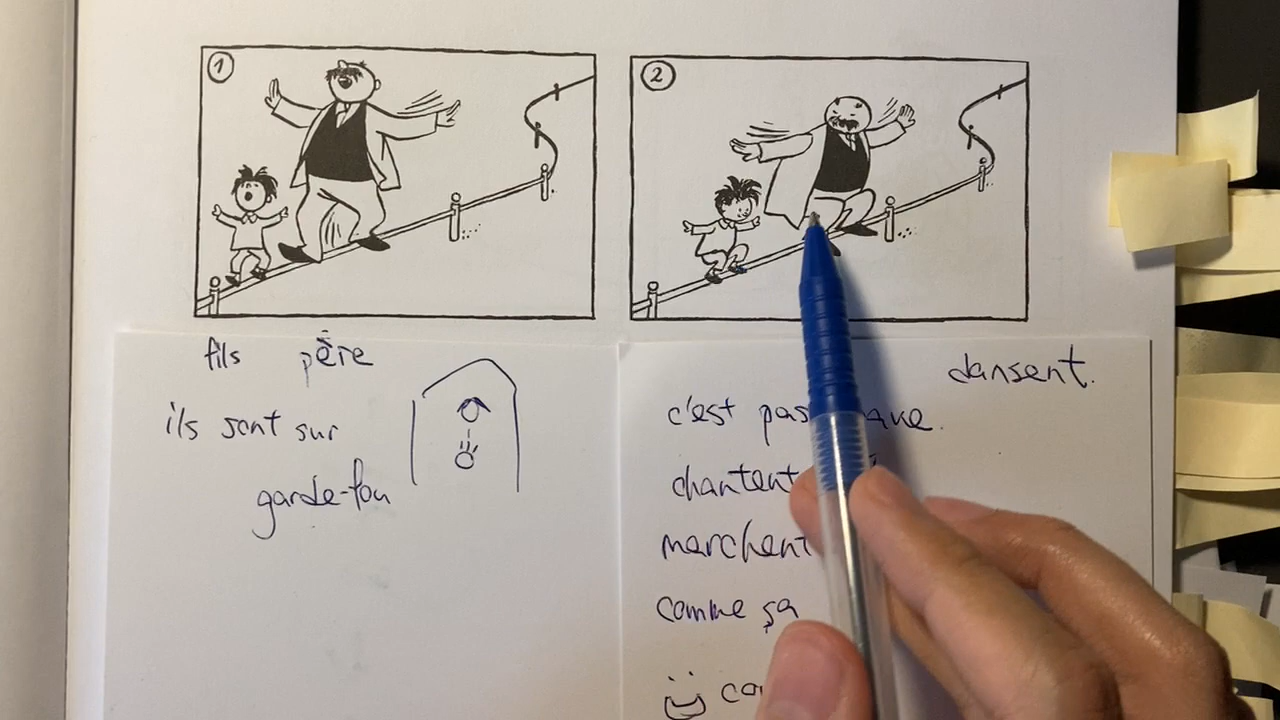 1
2
fils père
ils sont sur
garde-fou
dansent.
c'est pas
chantent
marchent
comme ça